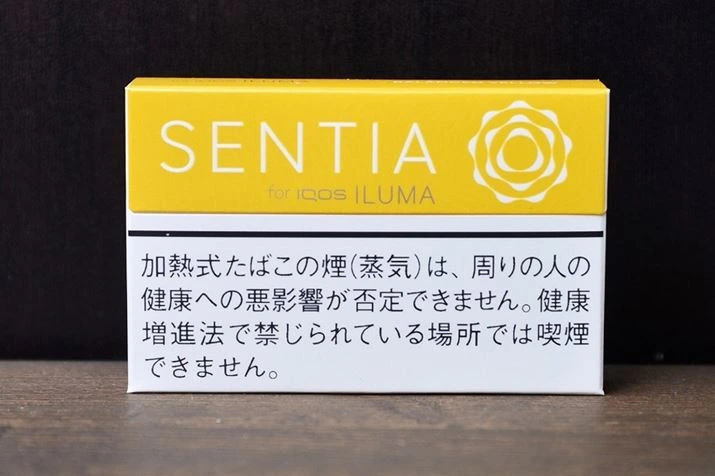 SENTIA
for IQOS ILUMA
加熱式たばこの煙(蒸気)は、周りの人の
健康への悪影響が否定できません。健康
増進法で禁じられている場所では喫煙
できません。